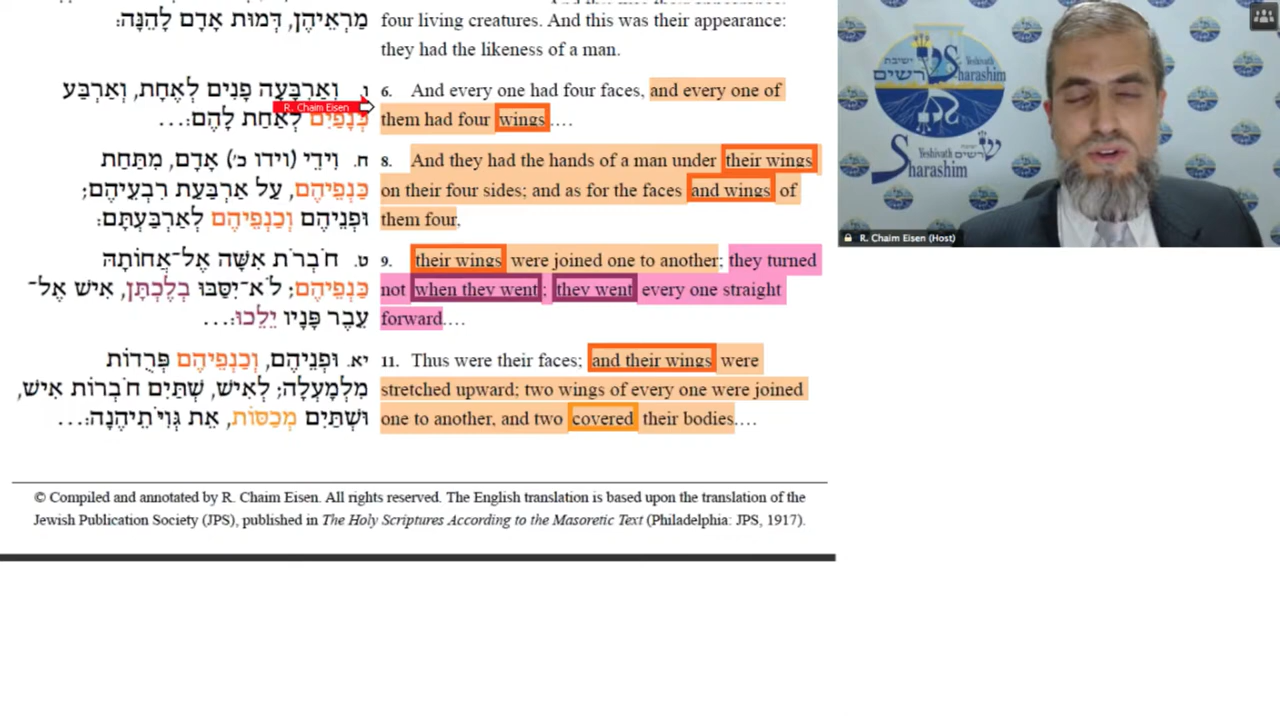 מַרְאֵיהֶן, דְּמוּת אָדָם לָהֵנָּה:
four living creatures. And this was their appearance:
they had the likeness of a man.
ו. וְאַרְבָּעָה פָנִים לְאֶחָת, וְאַרְבַּע
כְּנָפַיִם לְאַחַת לָהֶם:…
R. Chaim Eisen
6. And every one had four faces, and every one of
them had four wings….
ח. וִידֵי (וידו כ׳) אָדָם, מִתַּחַת
כַּנְפֵיהֶם, עַל אַרְבַּעַת רִבְעֵיהֶם;
וּפְנֵיהֶם וְכַנְפֵיהֶם לְאַרְבַּעְתָּם:
8. And they had the hands of a man under their wings
on their four sides; and as for the faces and wings of
them four.
ט. חֹבְרֹת אִשָּׁה אֶל־אֲחוֹתָהּ
כַּנְפֵיהֶם; לֹא־יִסַּבּוּ בְלֶכְתָּן, אִישׁ אֶל־
עֵבֶר פָּנָיו יֵלֵכוּ:…
9. their wings were joined one to another; they turned
not when they went; they went every one straight
forward….
יא. וּפְנֵיהֶם, וְכַנְפֵיהֶם פְּרֻדוֹת
מִלְמָעְלָה; לְאִישׁ, שְׁתַּיִם חֹבְרוֹת אִישׁ,
וּשְׁתַּיִם מְכַסּוֹת, אֵת גְּוִיֹּתֵיהֶנָה:…
11. Thus were their faces; and their wings were
stretched upward; two wings of every one were joined
one to another, and two covered their bodies….
© Compiled and annotated by R. Chaim Eisen. All rights reserved. The English translation is based upon the translation of the
Jewish Publication Society (JPS), published in The Holy Scriptures According to the Masoretic Text (Philadelphia: JPS, 1917).
ישיבת
שרשים
Yeshivath
Sharashim
Yeshivath שרשים
Sharashim
R. Chaim Eisen (Host)